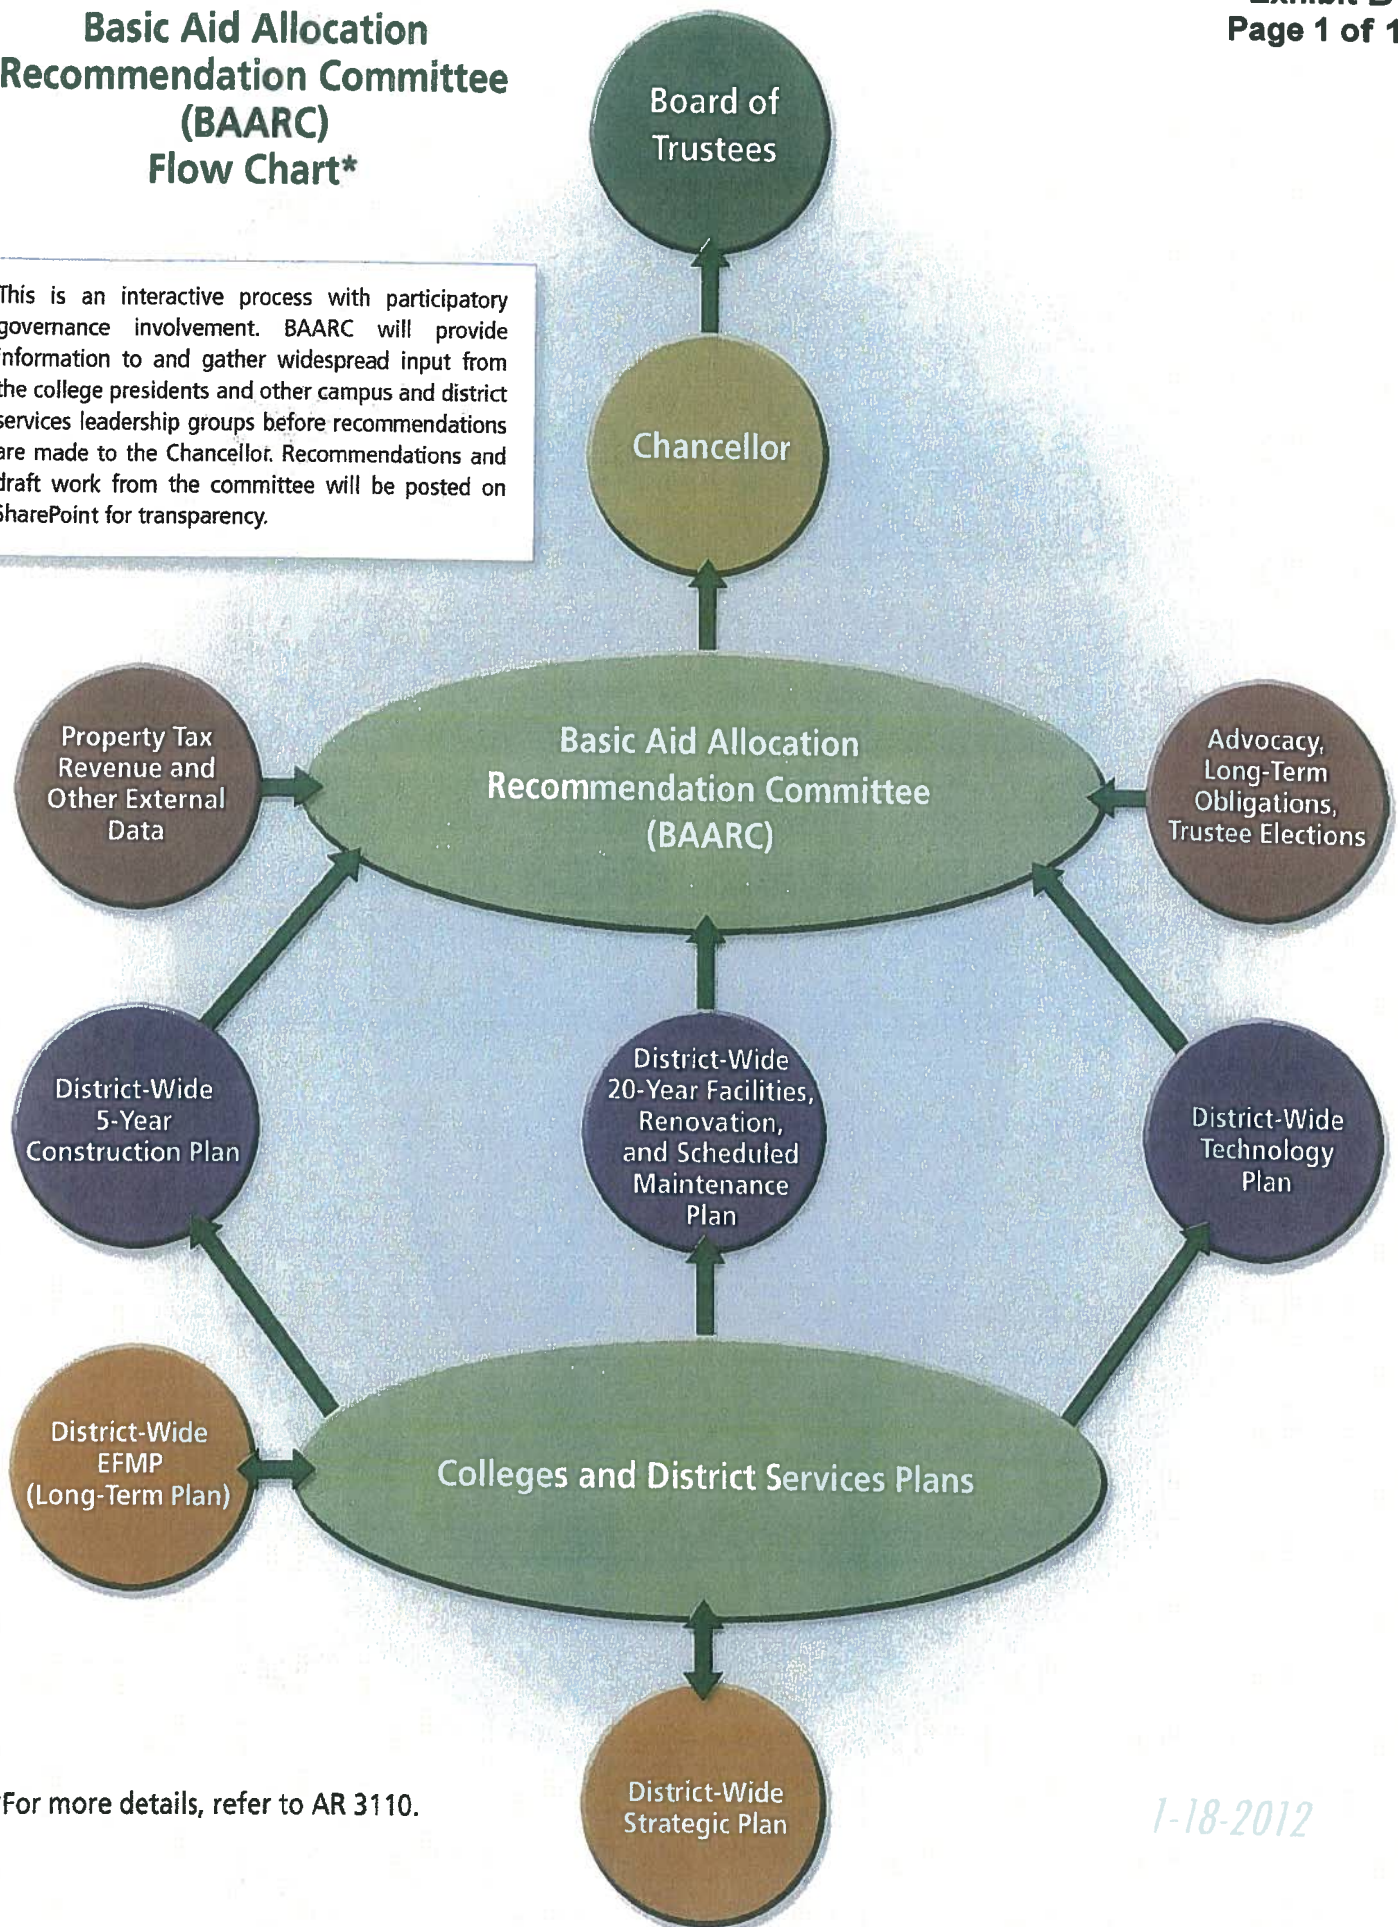 Page 1 of 1
Basic Aid Allocation
Recommendation Committee
(BAARC)
Flow Chart*
This is an interactive process with participatory
governance involvement. BAARC will provide
information to and gather widespread input from
the college presidents and other campus and district
services leadership groups before recommendations
are made to the Chancellor. Recommendations and
draft work from the committee will be posted on
SharePoint for transparency.
Board of
Trustees
Chancellor
Property Tax
Revenue and
Other External
Data
Basic Aid Allocation
Recommendation Committee
(BAARC)
Advocacy,
Long-Term
Obligations,
Trustee Elections
District-Wide
5-Year
Construction Plan
District-Wide
20-Year Facilities,
Renovation,
and Scheduled
Maintenance
Plan
District-Wide
Technology
Plan
District-Wide
EFMP
(Long-Term Plan)
Colleges and District Services Plans
District-Wide
Strategic Plan
For more details, refer to AR 3110.
1-18-2012